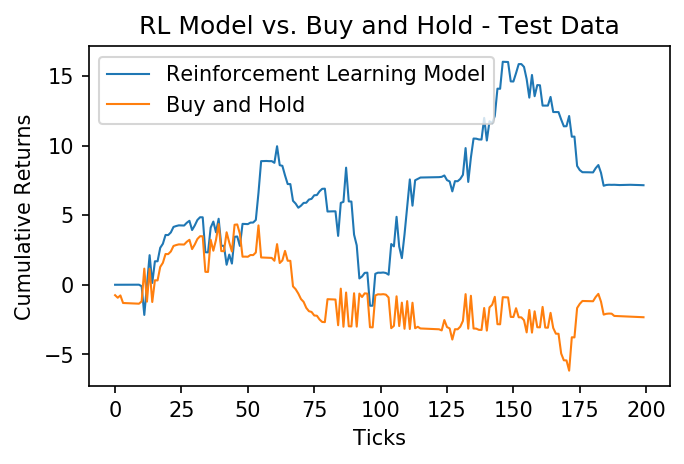 RL Model vs. Buy and Hold - Test Data
Reinforcement Learning Model
Buy and Hold
Cumulative Returns
15
10
5
0
−5
0 25 50 75 100 125 150 175 200
Ticks